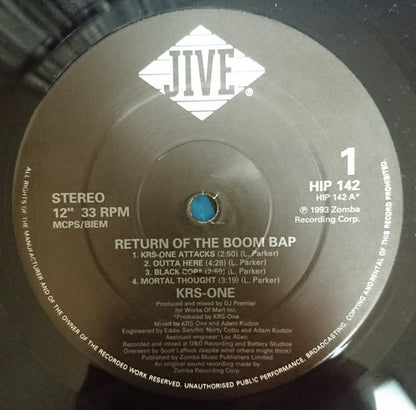 JIVE
®
1
HIP 142
HIP 142 A*
℗ 1993 Zomba
Recording Corp.
STEREO
12" 33 RPM
MCPS/BIEM
RETURN OF THE BOOM BAP
1. KRS-ONE ATTACKS (2:50) (L. Parker)
2. OUTTA HERE (4:28) (L. Parker)
3. BLACK COP* (2:59) (L. Parker)
4. MORTAL THOUGHT (3:19) (L. Parker)
KRS-ONE
Produced and mixed by DJ Premier
for Works Of Mart Inc.
*Produced by KRS-One
Mixed by KRS-One and Adam Kudzin
Engineered by Eddie Sancho, Norty Cotto and Adam Kudzin
Assistant engineer: Luc Allen
Recorded and mixed at D&D Recording and Battery Studios
Overseen by Scott LaRock despite what others might think!
Published by Zomba Music Publishers Limited
An original sound recording made by
Zomba Recording Corp.
ALL RIGHTS OF THE MANUFACTURER AND OF THE OWNER OF THE RECORDED WORK RESERVED. UNAUTHORISED PUBLIC PERFORMANCE, BROADCASTING, COPYING AND RENTAL OF THIS RECORD PROHIBITED.